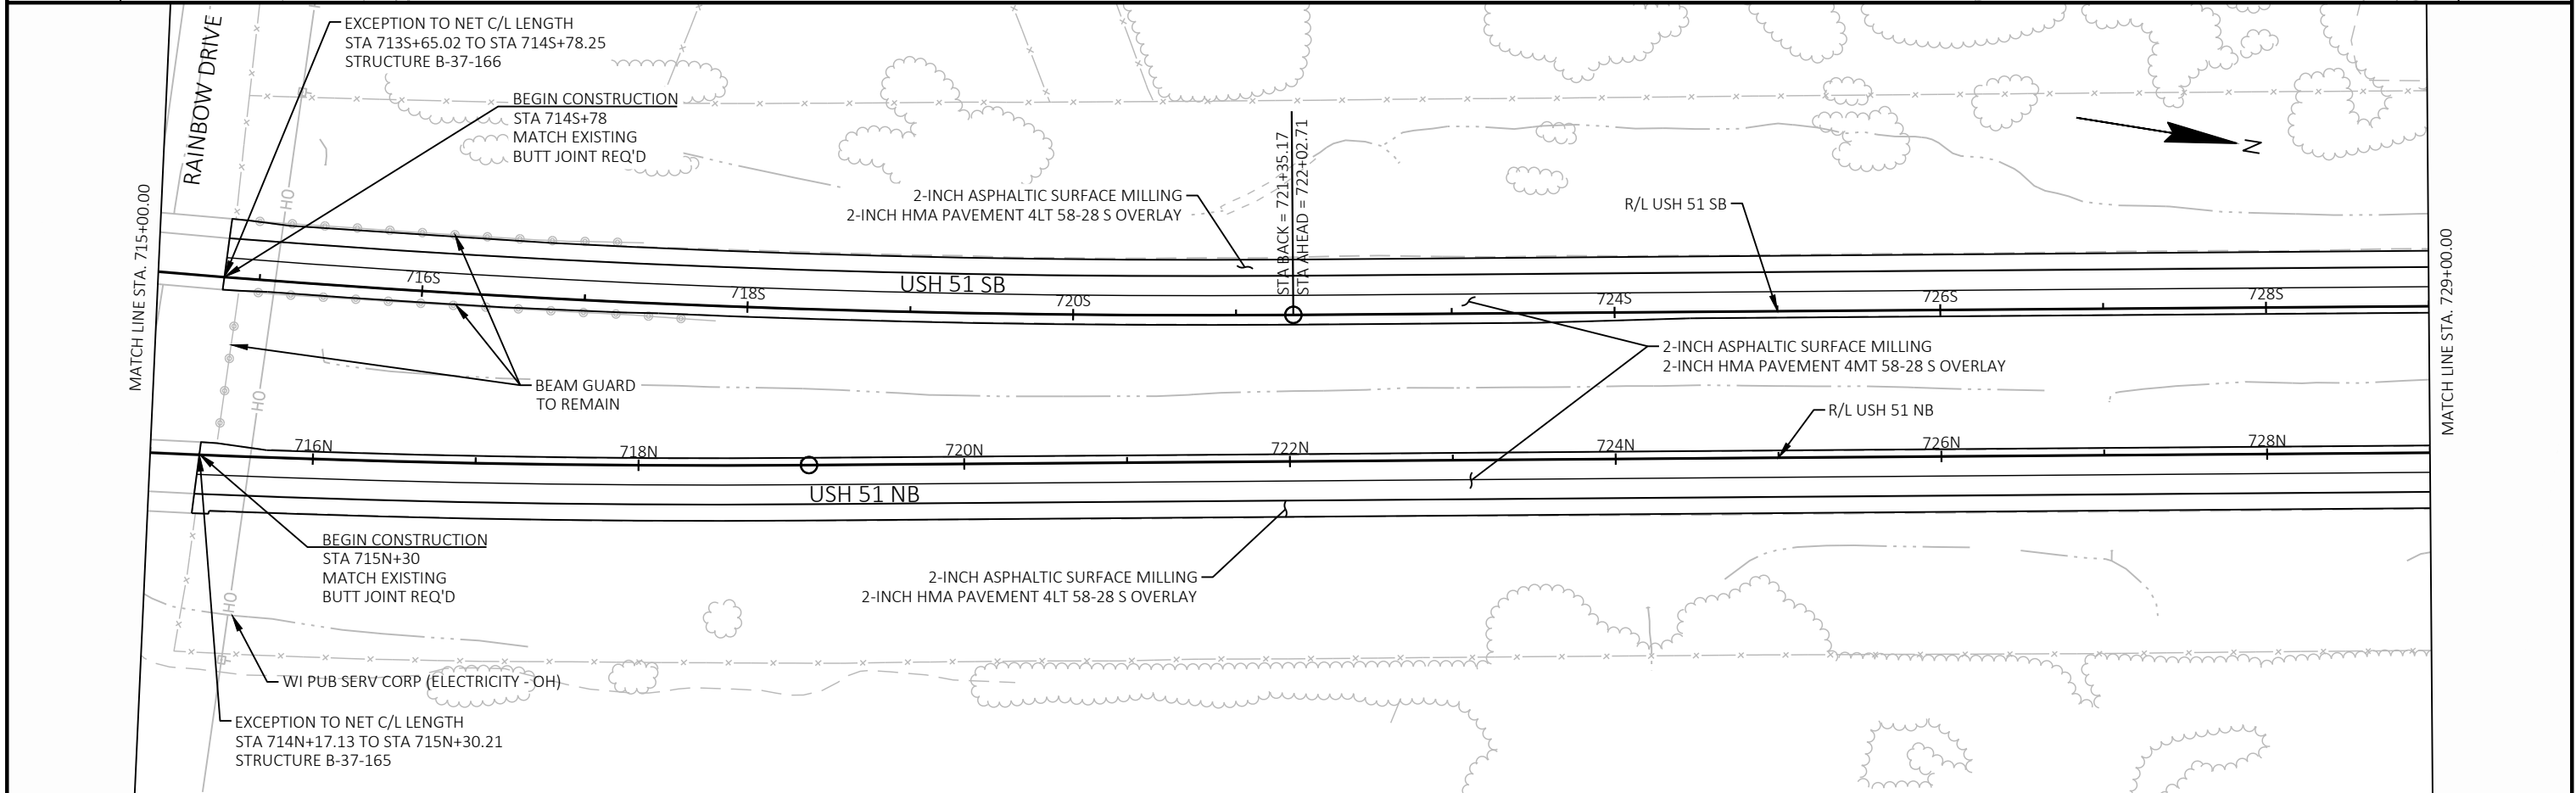 RAINBOW DRIVE
EXCEPTION TO NET C/L LENGTH
STA 713S+65.02 TO STA 714S+78.25
STRUCTURE B-37-166
BEGIN CONSTRUCTION
STA 714S+78
MATCH EXISTING
BUTT JOINT REQ'D
MATCH LINE STA. 715+00.00
OH
2-INCH ASPHALTIC SURFACE MILLING
2-INCH HMA PAVEMENT 4LT 58-28 S OVERLAY
STA BACK = 721+35.17
STA AHEAD = 722+02.71
R/L USH 51 SB
N
MATCH LINE STA. 729+00.00
USH 51 SB
716S
718S
720S
724S
726S
728S
2-INCH ASPHALTIC SURFACE MILLING
2-INCH HMA PAVEMENT 4MT 58-28 S OVERLAY
BEAM GUARD
TO REMAIN
OH
R/L USH 51 NB
716N
718N
720N
722N
724N
726N
728N
USH 51 NB
BEGIN CONSTRUCTION
STA 715N+30
MATCH EXISTING
BUTT JOINT REQ'D
2-INCH ASPHALTIC SURFACE MILLING
2-INCH HMA PAVEMENT 4LT 58-28 S OVERLAY
OH
WI PUB SERV CORP (ELECTRICITY - OH)
EXCEPTION TO NET C/L LENGTH
STA 714N+17.13 TO STA 715N+30.21
STRUCTURE B-37-165